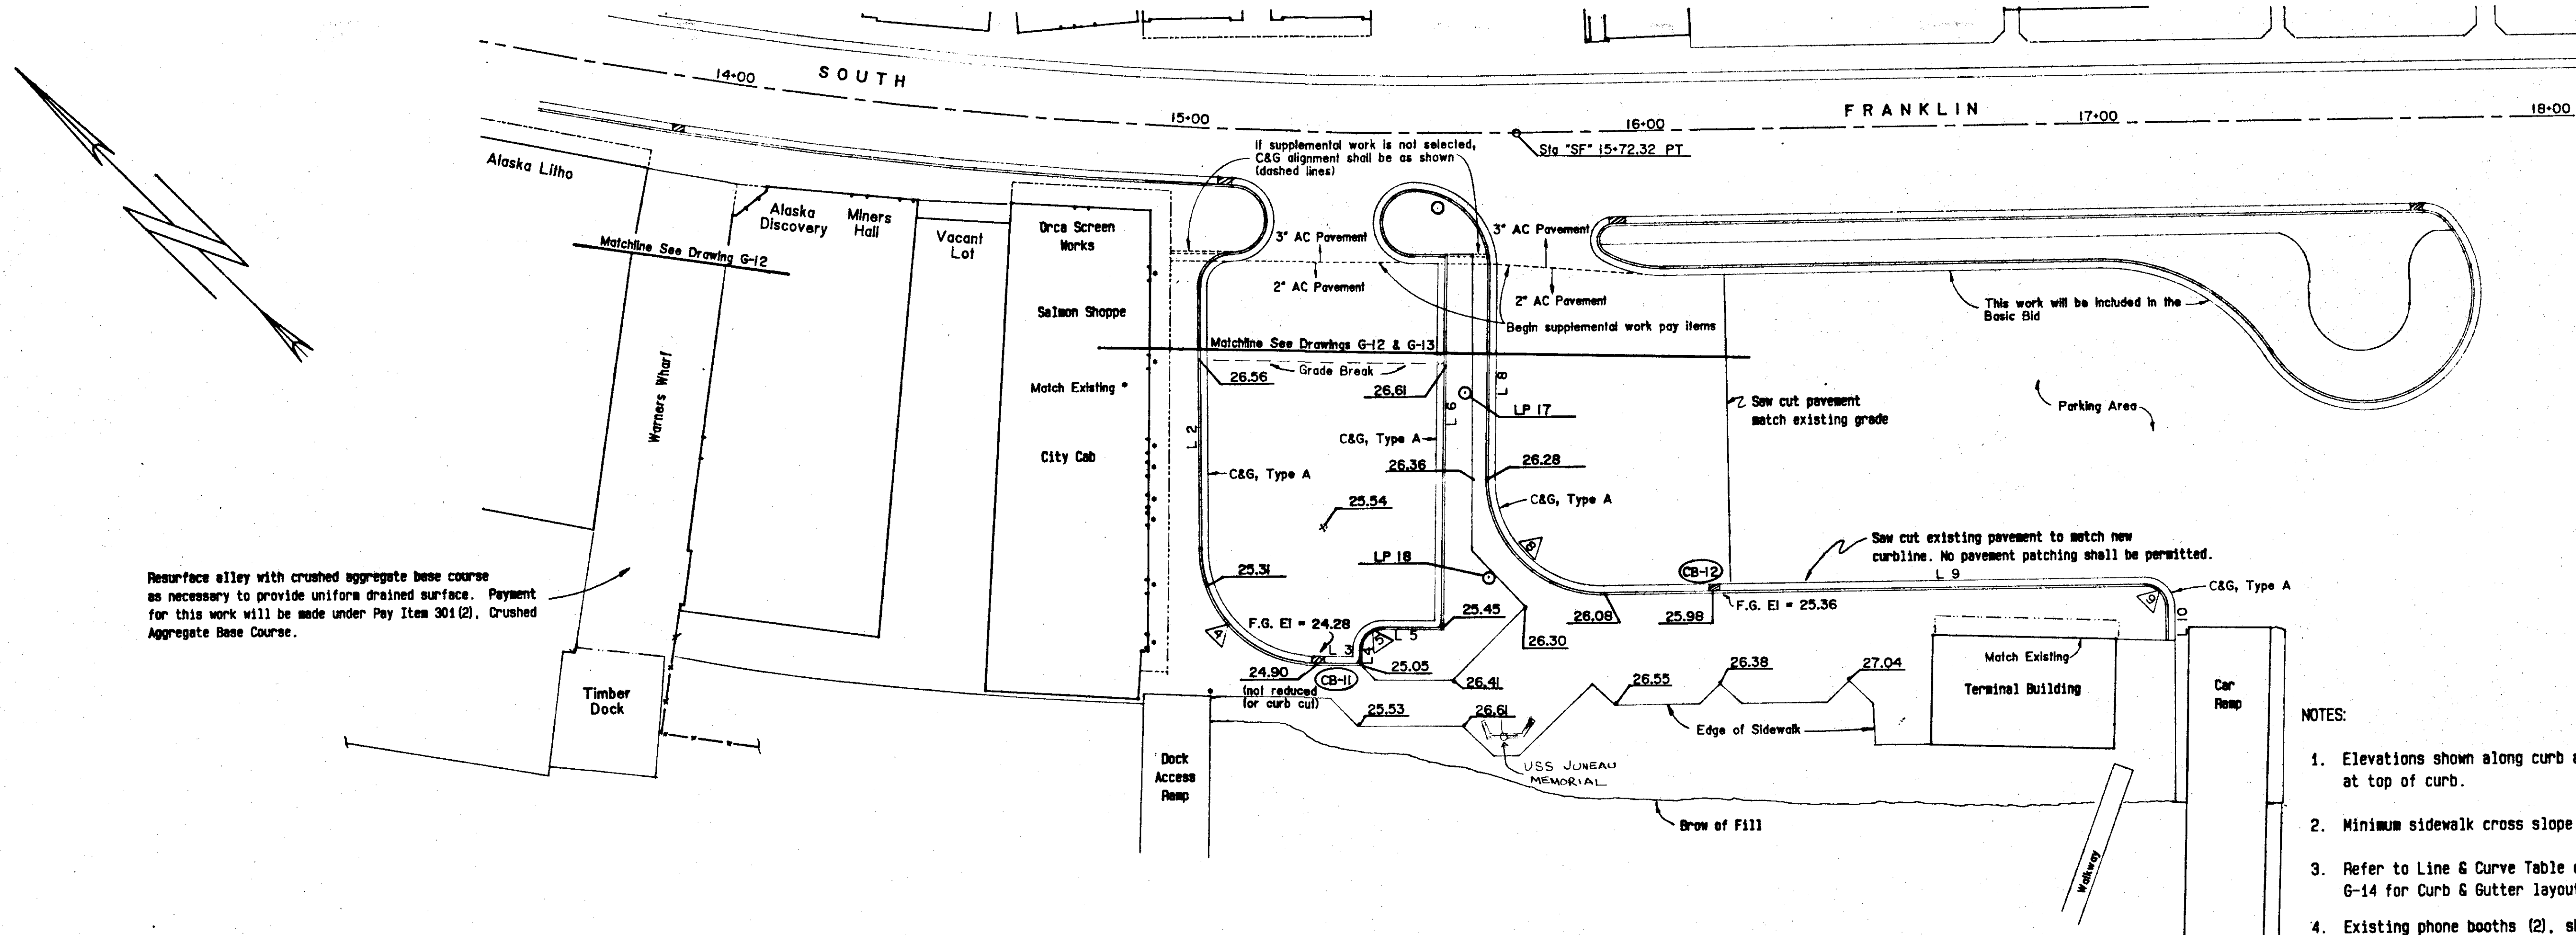 14+00
SOUTH
15+00
16+00
FRANKLIN
17+00
18+00
Sta "SF" 15+72.32 PT
If supplemental work is not selected,
C&G alignment shall be as shown
(dashed lines)
Alaska Litho
Alaska
Discovery
Miners
Hall
Vacant
Lot
Orca Screen
Works
Salmon Shoppe
Match Existing *
City Cab
Matchline See Drawing G-12
Warners Wharf
Timber
Dock
3" AC Pavement
2" AC Pavement
3" AC Pavement
2" AC Pavement
Begin supplemental work pay items
This work will be included in the
Basic Bid
Matchline See Drawings G-12 & G-13
Grade Break
26.56
26.61
LP 17
L 8
L 6
L 2
Saw cut pavement
match existing grade
Parking Area
C&G, Type A
26.36
26.28
C&G, Type A
C&G, Type A
25.54
LP 18
25.31
8
Saw cut existing pavement to match new
curbline. No pavement patching shall be permitted.
CB-12
L 9
C&G, Type A
9
L 10
F.G. El = 25.36
26.08
25.98
25.45
26.30
F.G. El = 24.28
4
L 3
L 4
5
L 5
24.90
(not reduced
for curb cut)
CB-11
25.05
26.41
25.53
26.61
26.55
26.38
27.04
Edge of Sidewalk
Match Existing
Terminal Building
Car
Ramp
Dock
Access
Ramp
USS JUNEAU
MEMORIAL
Brow of Fill
Walkway
Resurface alley with crushed aggregate base course
as necessary to provide uniform drained surface. Payment
for this work will be made under Pay Item 301(2), Crushed
Aggregate Base Course.
NOTES:
1. Elevations shown along curb a
at top of curb.
2. Minimum sidewalk cross slope
3. Refer to Line & Curve Table
G-14 for Curb & Gutter layout
4. Existing phone booths (2), s